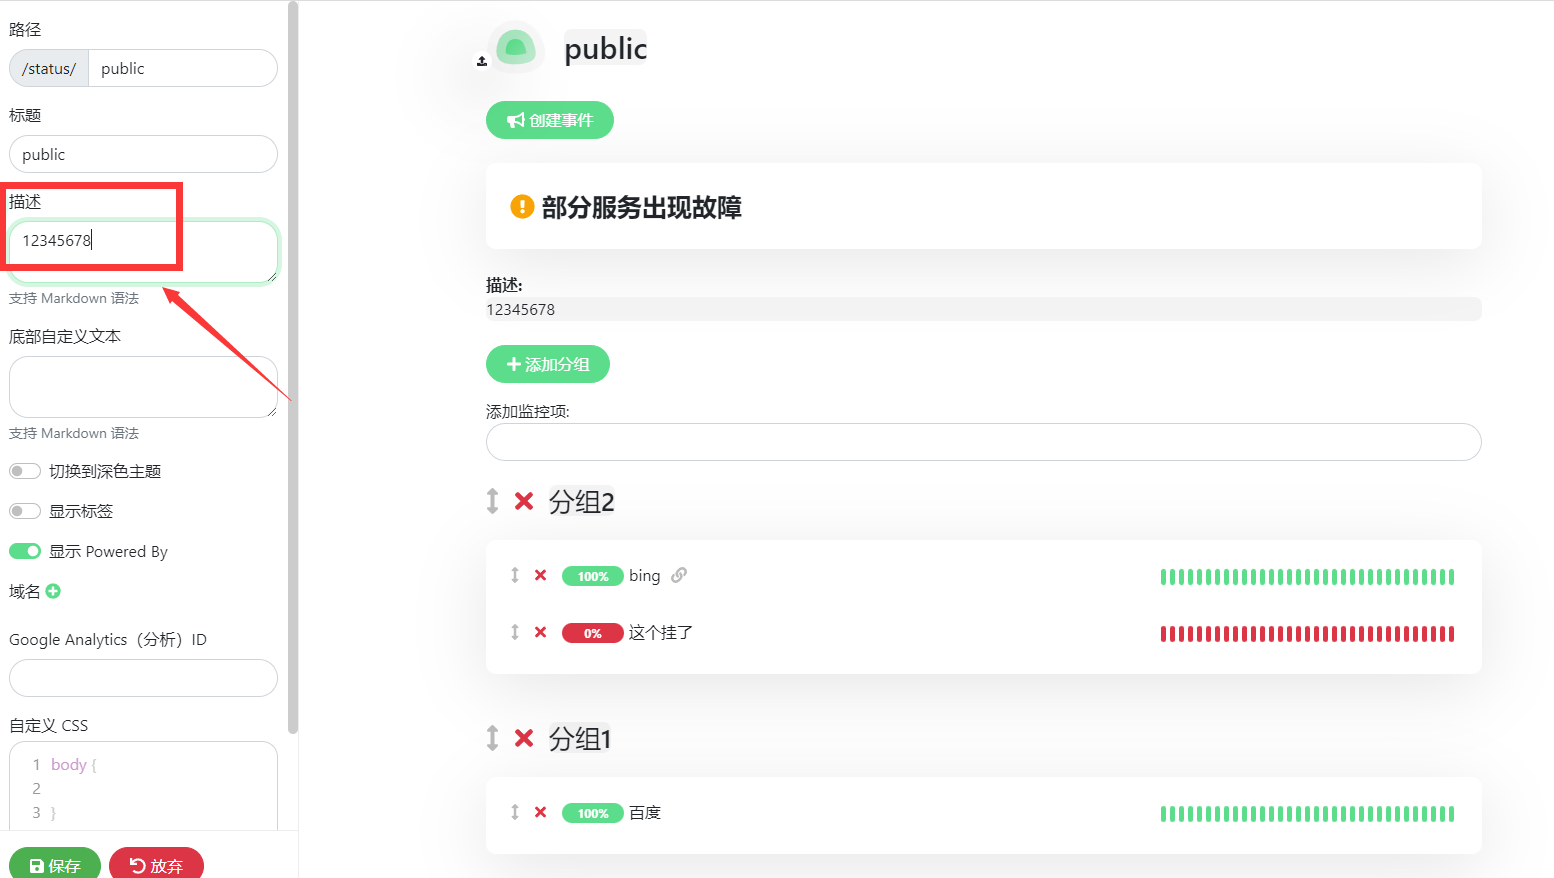 路径
/status/ public
标题
public
描述
12345678
支持 Markdown 语法
底部自定义文本
支持 Markdown 语法
切换到深色主题
显示标签
显示 Powered By
域名
Google Analytics（分析）ID
自定义 CSS
1 body {
2
3 }
保存 放弃
public
创建事件
部分服务出现故障
描述:
12345678
添加分组
添加监控项:
分组2
100% bing
0% 这个挂了
分组1
100% 百度